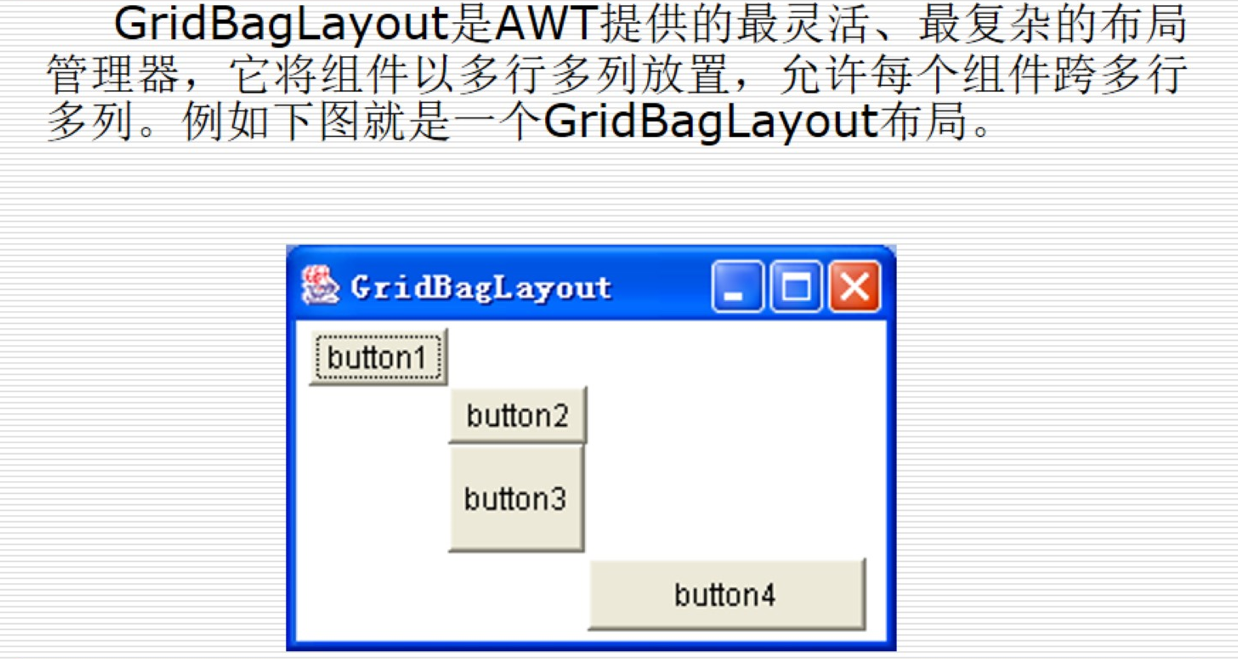 GridBagLayout是AWT提供的最灵活、最复杂的布局
管理器，它将组件以多行多列放置，允许每个组件跨多行
多列。例如下图就是一个GridBagLayout布局。
GridBagLayout
button1
button2
button3
button4